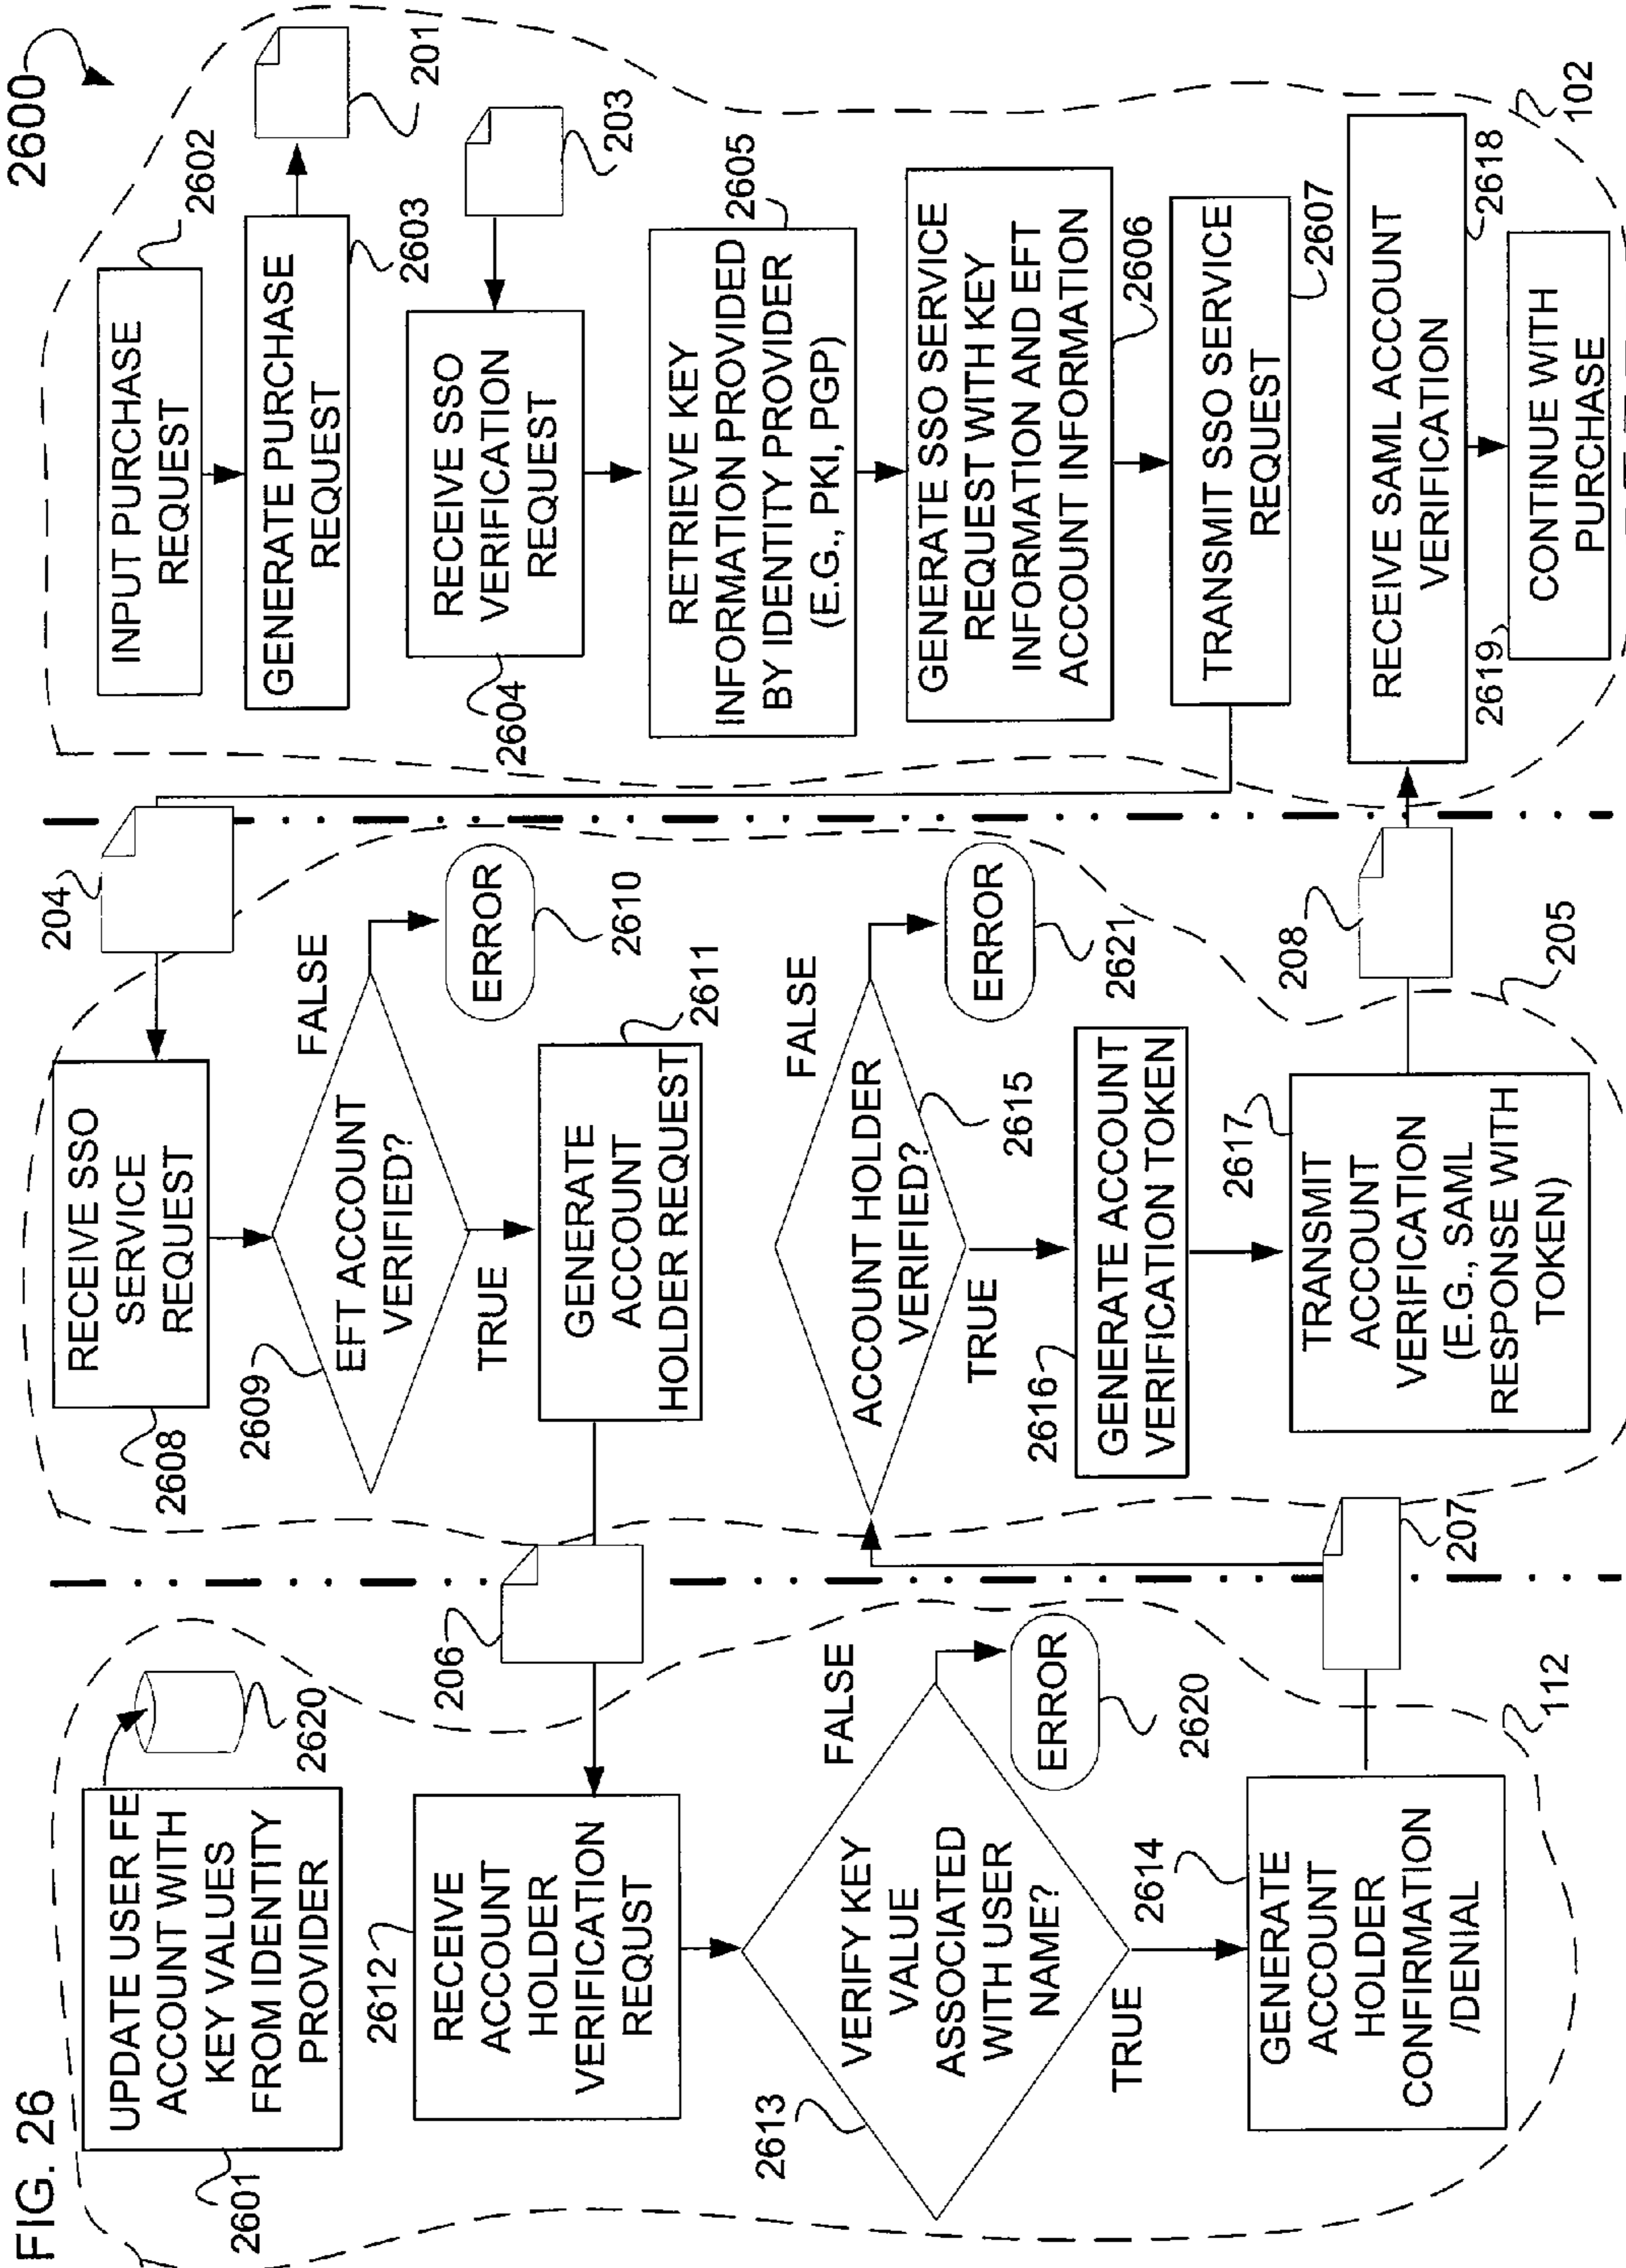 FIG. 26
2600
UPDATE USER FE
ACCOUNT WITH
KEY VALUES
FROM IDENTITY
PROVIDER
2601
2620
206
2612
RECEIVE
ACCOUNT
HOLDER
VERIFICATION
REQUST
2613
VERIFY KEY
VALUE
ASSOCIATED
WITH USER
NAME?
FALSE
ERROR
2620
TRUE
2614
GENERATE
ACCOUNT
HOLDER
CONFIRMATION
/DENIAL
112
207
204
RECEIVE SSO
SERVICE
REQUEST
2608
2609
EFT ACCOUNT
VERIFIED?
FALSE
ERROR
2610
TRUE
GENERATE
ACCOUNT
HOLDER REQUEST
2611
ACCOUNT HOLDER
VERIFIED?
2615
FALSE
ERROR
2621
TRUE
2616
GENERATE ACCOUNT
VERIFICATION TOKEN
2617
TRANSMIT
ACCOUNT
VERIFICATION
(E.G., SAML
RESPONSE WITH
TOKEN)
208
205
INPUT PURCHASE
REQUEST
2602
GENERATE PURCHASE
REQUEST
2603
201
203
RECEIVE SSO
VERIFICATION
REQUEST
2604
RETRIEVE KEY
INFORMATION PROVIDED
BY IDENTITY PROVIDER
(E.G., PKI, PGP)
2605
GENERATE SSO SERVICE
REQUEST WITH KEY
INFORMATION AND EFT
ACCOUNT INFORMATION
2606
TRANSMIT SSO SERVICE
REQUEST
2607
102
RECEIVE SAML ACCOUNT
VERIFICATION
2618
2619
CONTINUE WITH
PURCHASE